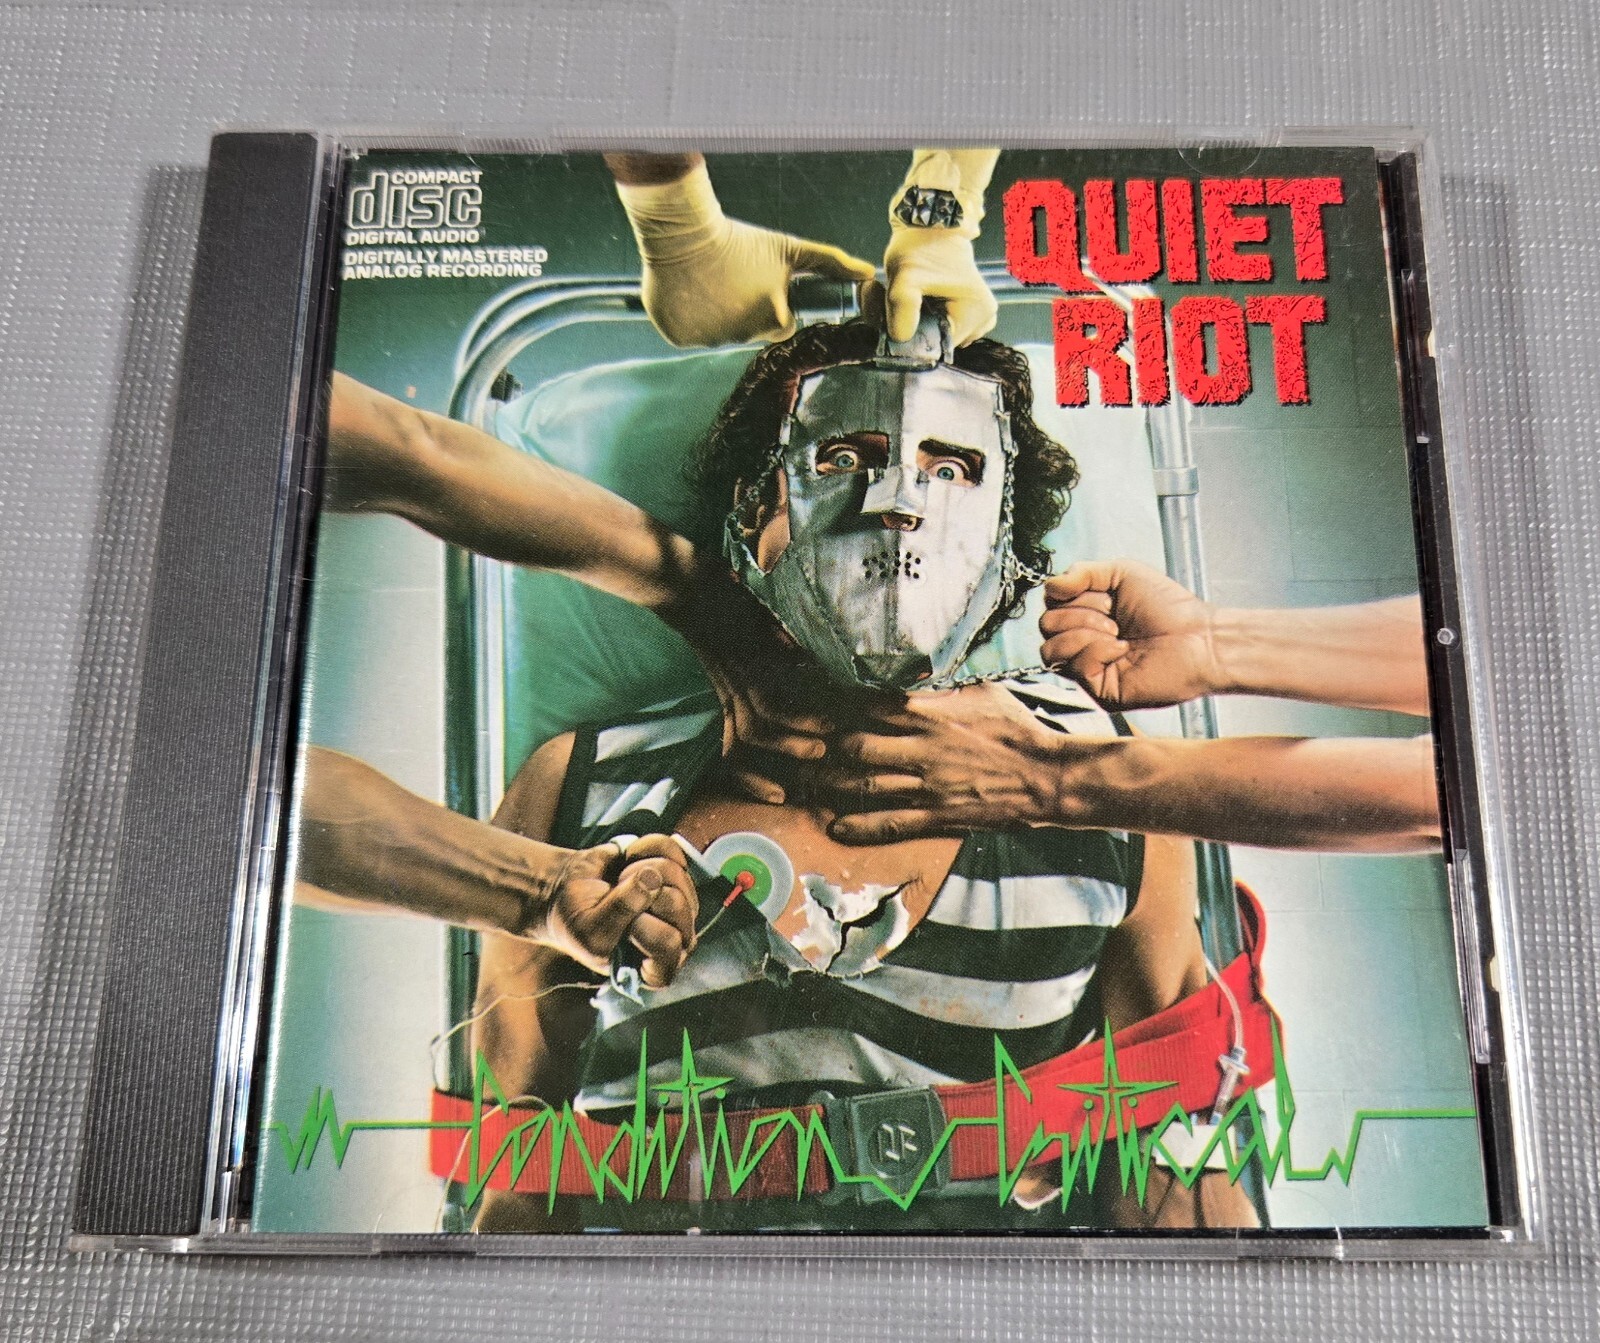 COMPACT
disc
DIGITAL AUDIO
DIGITALLY MASTERED
ANALOG RECORDING
QUIET
RIOT
Condition Critical